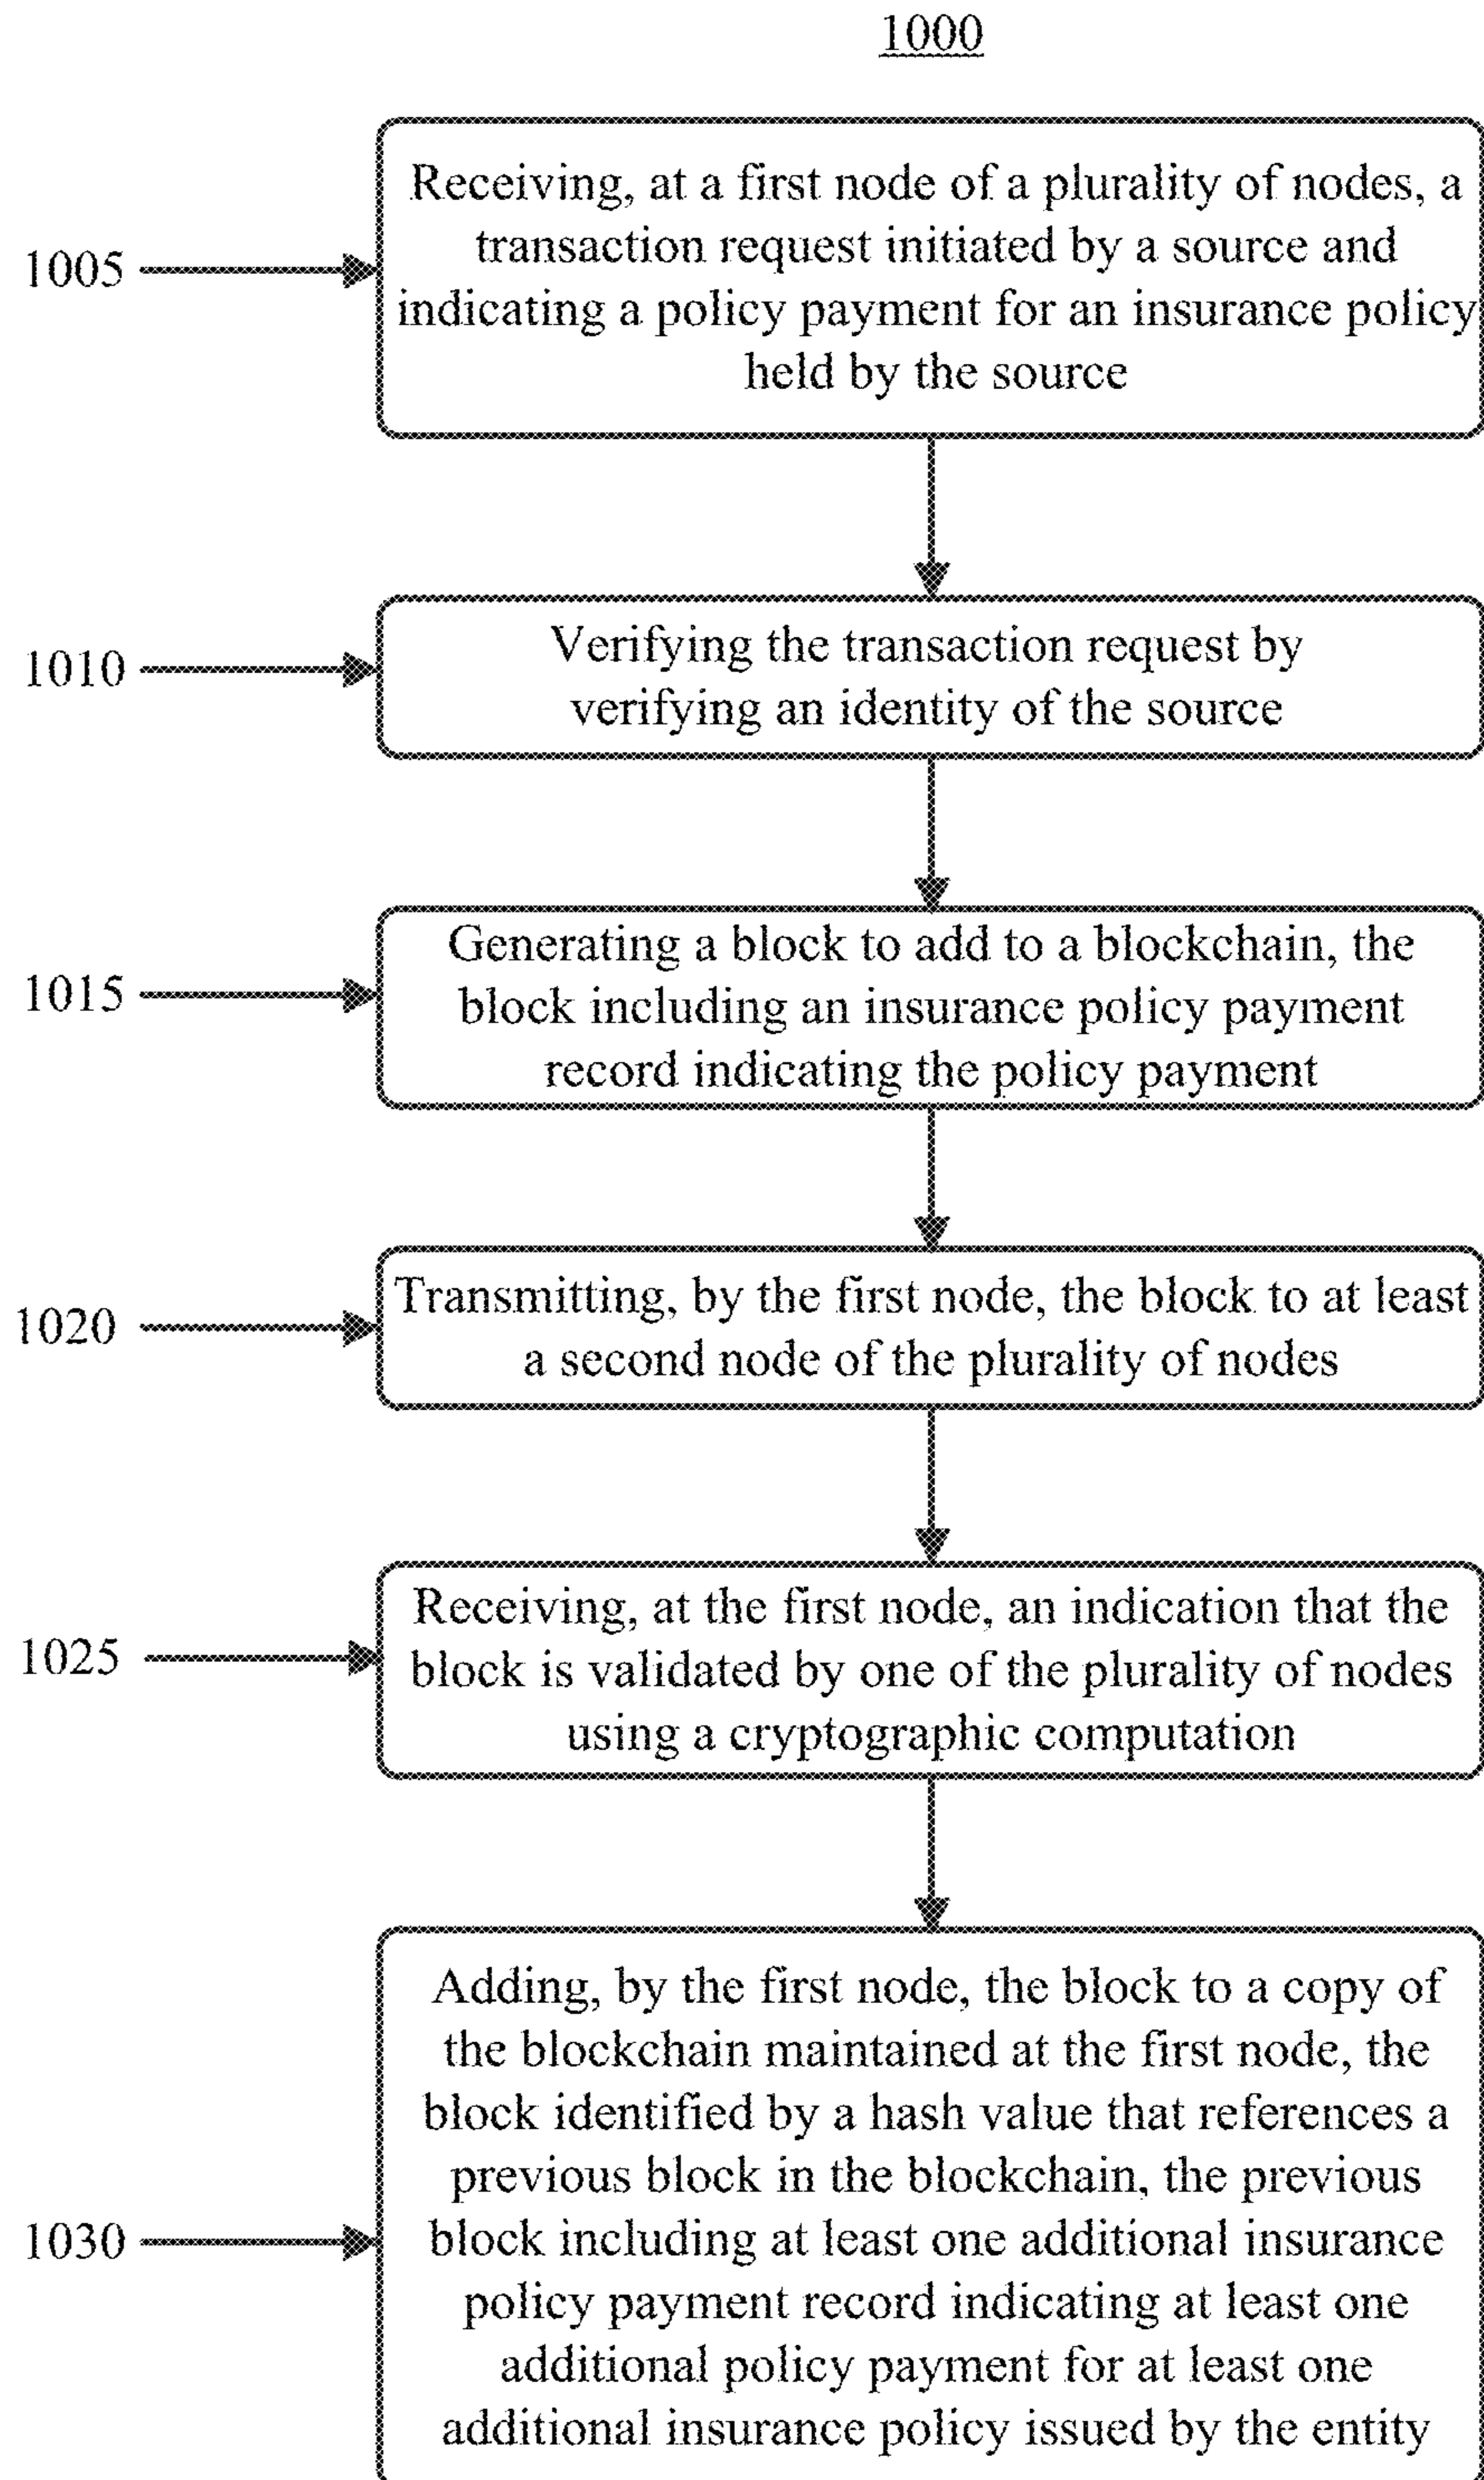 1000
1005
Receiving, at a first node of a plurality of nodes, a
transaction request initiated by a source and
indicating a policy payment for an insurance policy
held by the source
1010
Verifying the transaction request by
verifying an identity of the source
1015
Generating a block to add to a blockchain, the
block including an insurance policy payment
record indicating the policy payment
1020
Transmitting, by the first node, the block to at least
a second node of the plurality of nodes
1025
Receiving, at the first node, an indication that the
block is validated by one of the plurality of nodes
using a cryptographic computation
1030
Adding, by the first node, the block to a copy of
the blockchain maintained at the first node, the
block identified by a hash value that references a
previous block in the blockchain, the previous
block including at least one additional insurance
policy payment record indicating at least one
additional policy payment for at least one
additional insurance policy issued by the entity